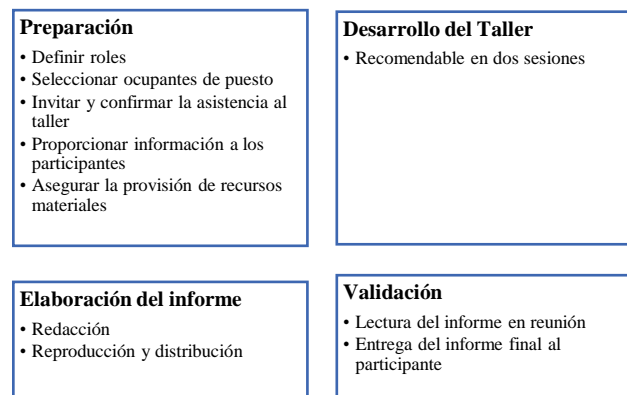 Preparación
• Definir roles
• Seleccionar ocupantes de puesto
• Invitar y confirmar la asistencia al
taller
• Proporcionar información a los
participantes
• Asegurar la provisión de recursos
materiales
Desarrollo del Taller
• Recomendable en dos sesiones
Elaboración del informe
• Redacción
• Reproducción y distribución
Validación
• Lectura del informe en reunión
• Entrega del informe final al
participante